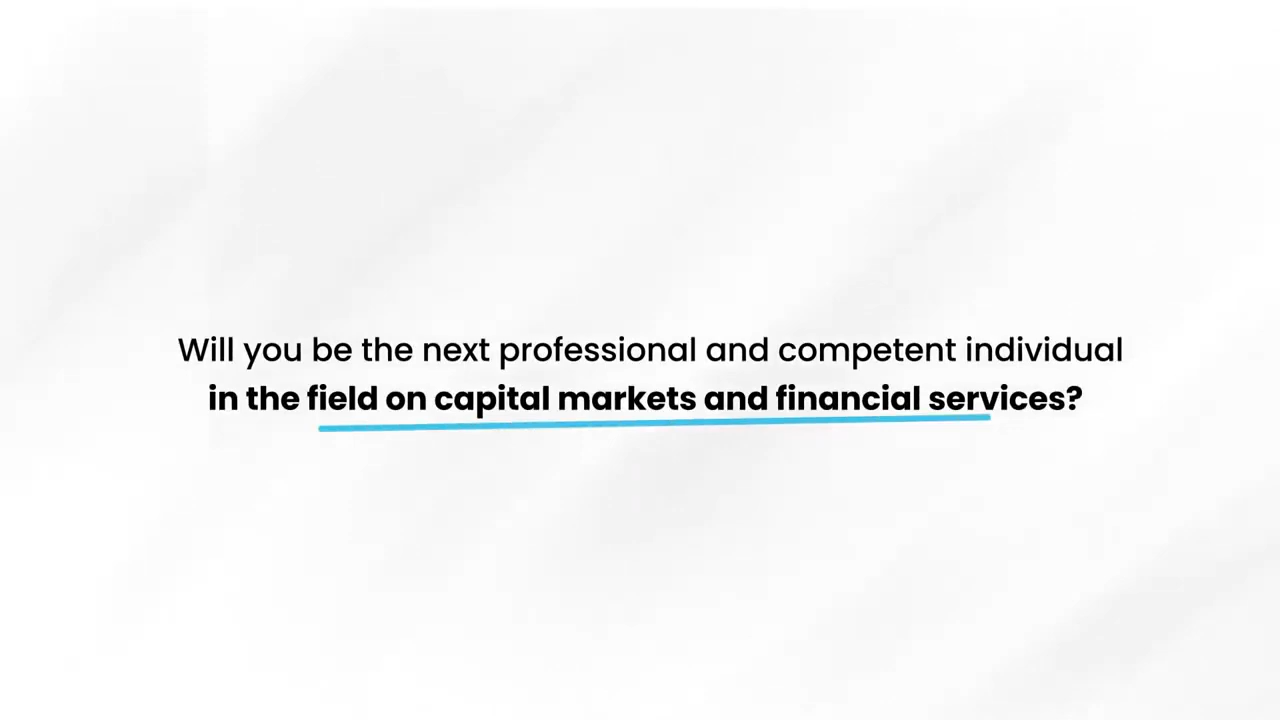 Will you be the next professional and competent individual
in the field on capital markets and financial services?